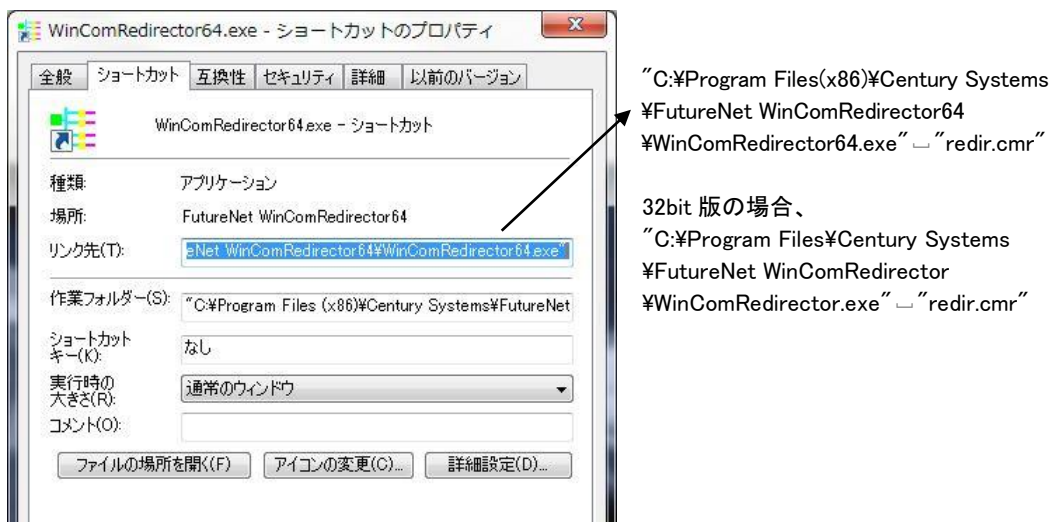 WinComRedirector64.exe - ショートカットのプロパティ
全般 ショートカット 互換性 セキュリティ 詳細 以前のバージョン
WinComRedirector64.exe - ショートカット
種類: アプリケーション
場所: FutureNet WinComRedirector64
リンク先(T): eNet WinComRedirector64¥WinComRedirector64.exe"
作業フォルダー(S): "C:¥Program Files (x86)¥Century Systems¥FutureNet
ショートカット
キー(K): なし
実行時の
大きさ(R): 通常のウィンドウ
コメント(O):
ファイルの場所を開く(F) アイコンの変更(C)... 詳細設定(D)...
"C:¥Program Files(x86)¥Century Systems
¥FutureNet WinComRedirector64
¥WinComRedirector64.exe"␣"redir.cmr"
32bit 版の場合、
"C:¥Program Files¥Century Systems
¥FutureNet WinComRedirector
¥WinComRedirector.exe"␣"redir.cmr"